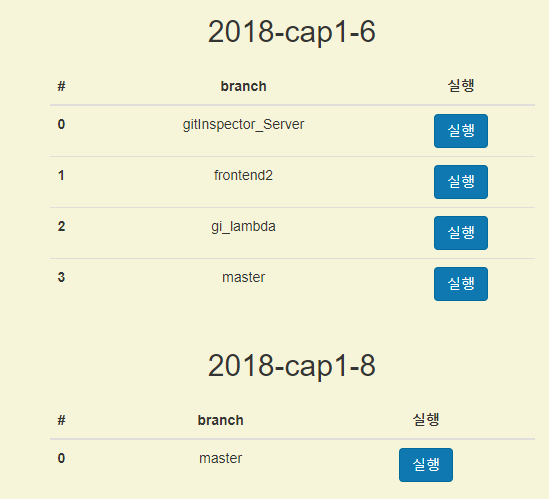 2018-cap1-6
# branch 실행
0 gitInspector_Server 실행
1 frontend2 실행
2 gi_lambda 실행
3 master 실행
2018-cap1-8
# branch 실행
0 master 실행